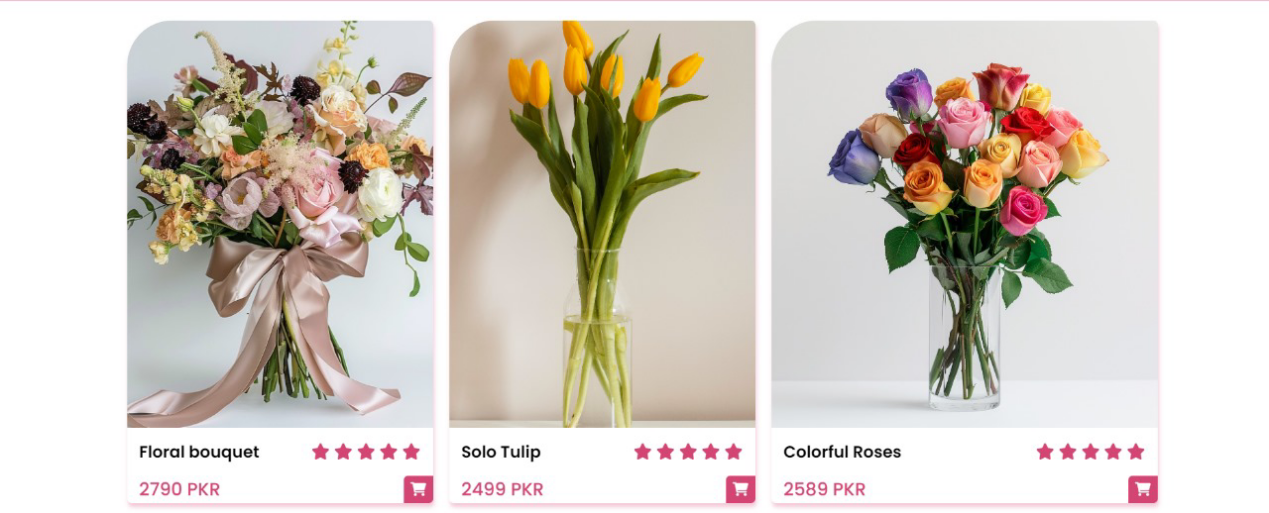 Floral bouquet
2790 PKR
Solo Tulip
2499 PKR
Colorful Roses
2589 PKR